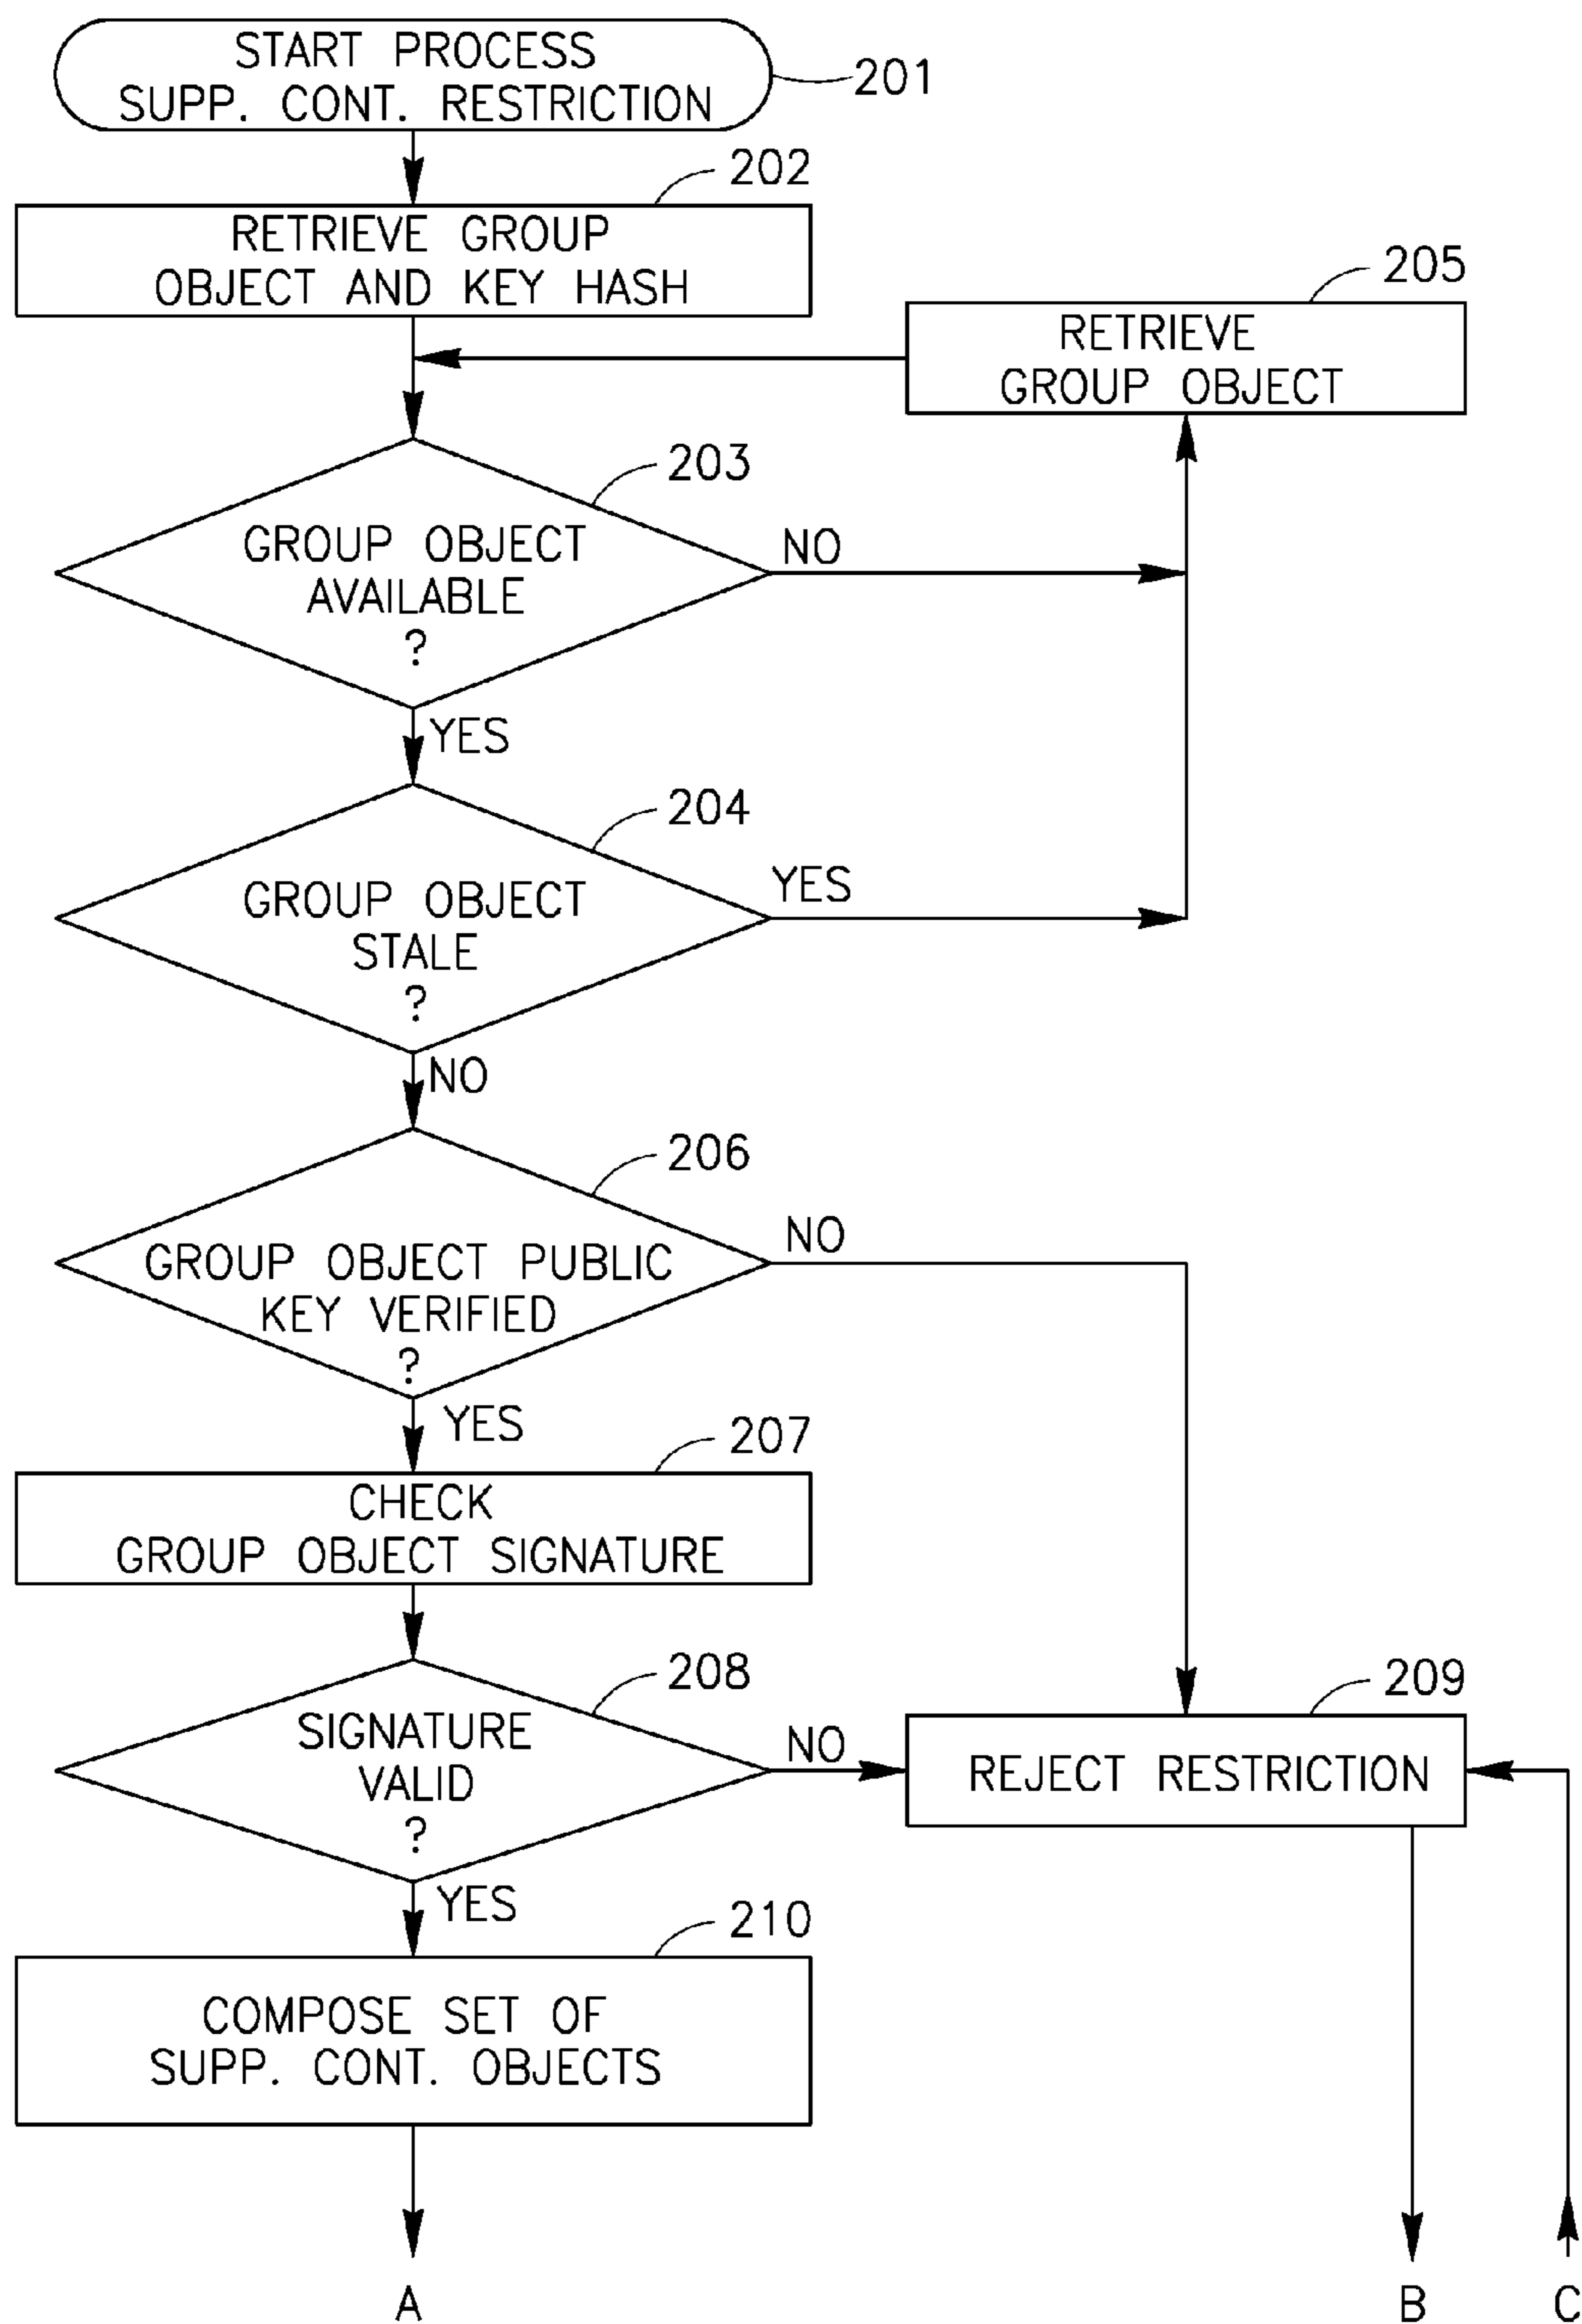 START PROCESS
SUPP. CONT. RESTRICTION
201
202
RETRIEVE GROUP
OBJECT AND KEY HASH
205
RETRIEVE
GROUP OBJECT
203
GROUP OBJECT
AVAILABLE
?
NO
YES
204
GROUP OBJECT
STALE
?
YES
NO
206
GROUP OBJECT PUBLIC
KEY VERIFIED
?
NO
YES
207
CHECK
GROUP OBJECT SIGNATURE
208
SIGNATURE
VALID
?
NO
209
REJECT RESTRICTION
YES
210
COMPOSE SET OF
SUPP. CONT. OBJECTS
A
B
C